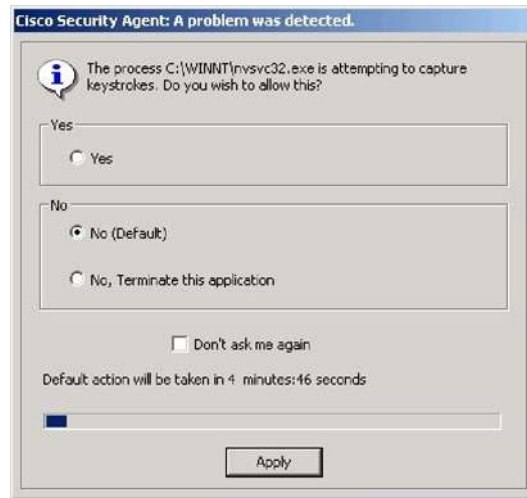 Cisco Security Agent: A problem was detected.
The process C:\WINNT\nvsvc32.exe is attempting to capture
keystrokes. Do you wish to allow this?
Yes
Yes
No
No (Default)
No, Terminate this application
Don't ask me again
Default action will be taken in 4 minutes:46 seconds
Apply